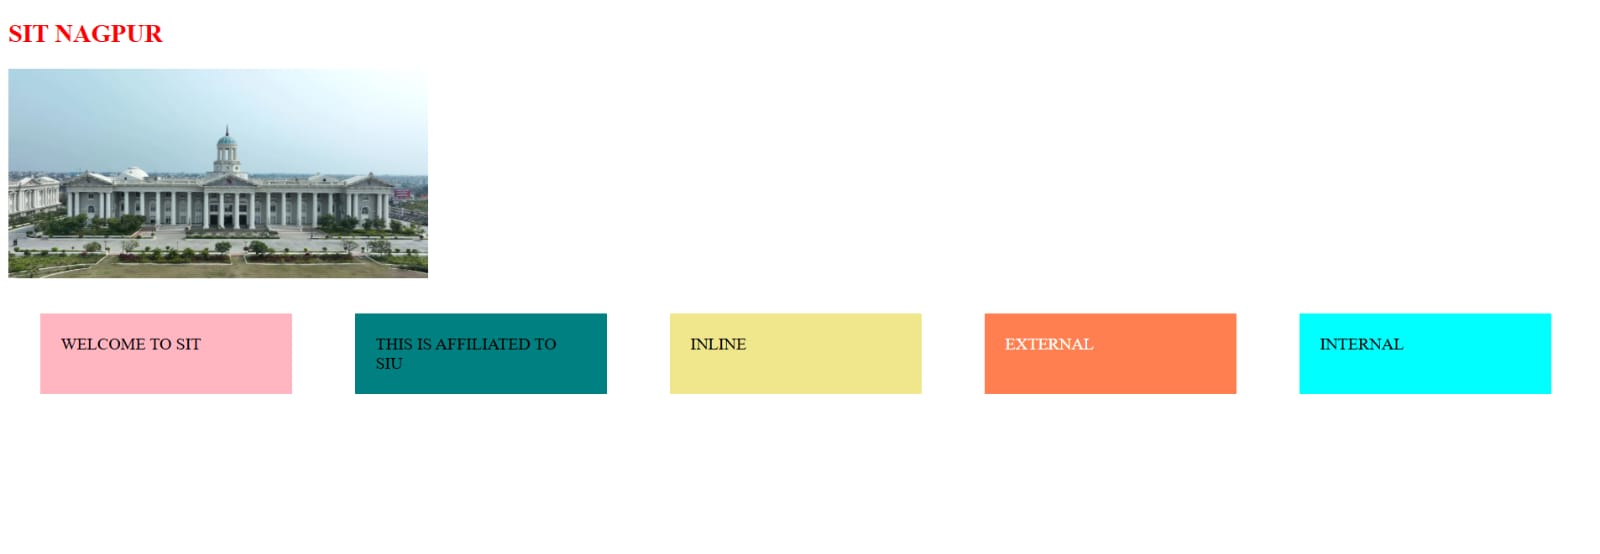 SIT NAGPUR
WELCOME TO SIT
THIS IS AFFILIATED TO
SIU
INLINE
EXTERNAL
INTERNAL